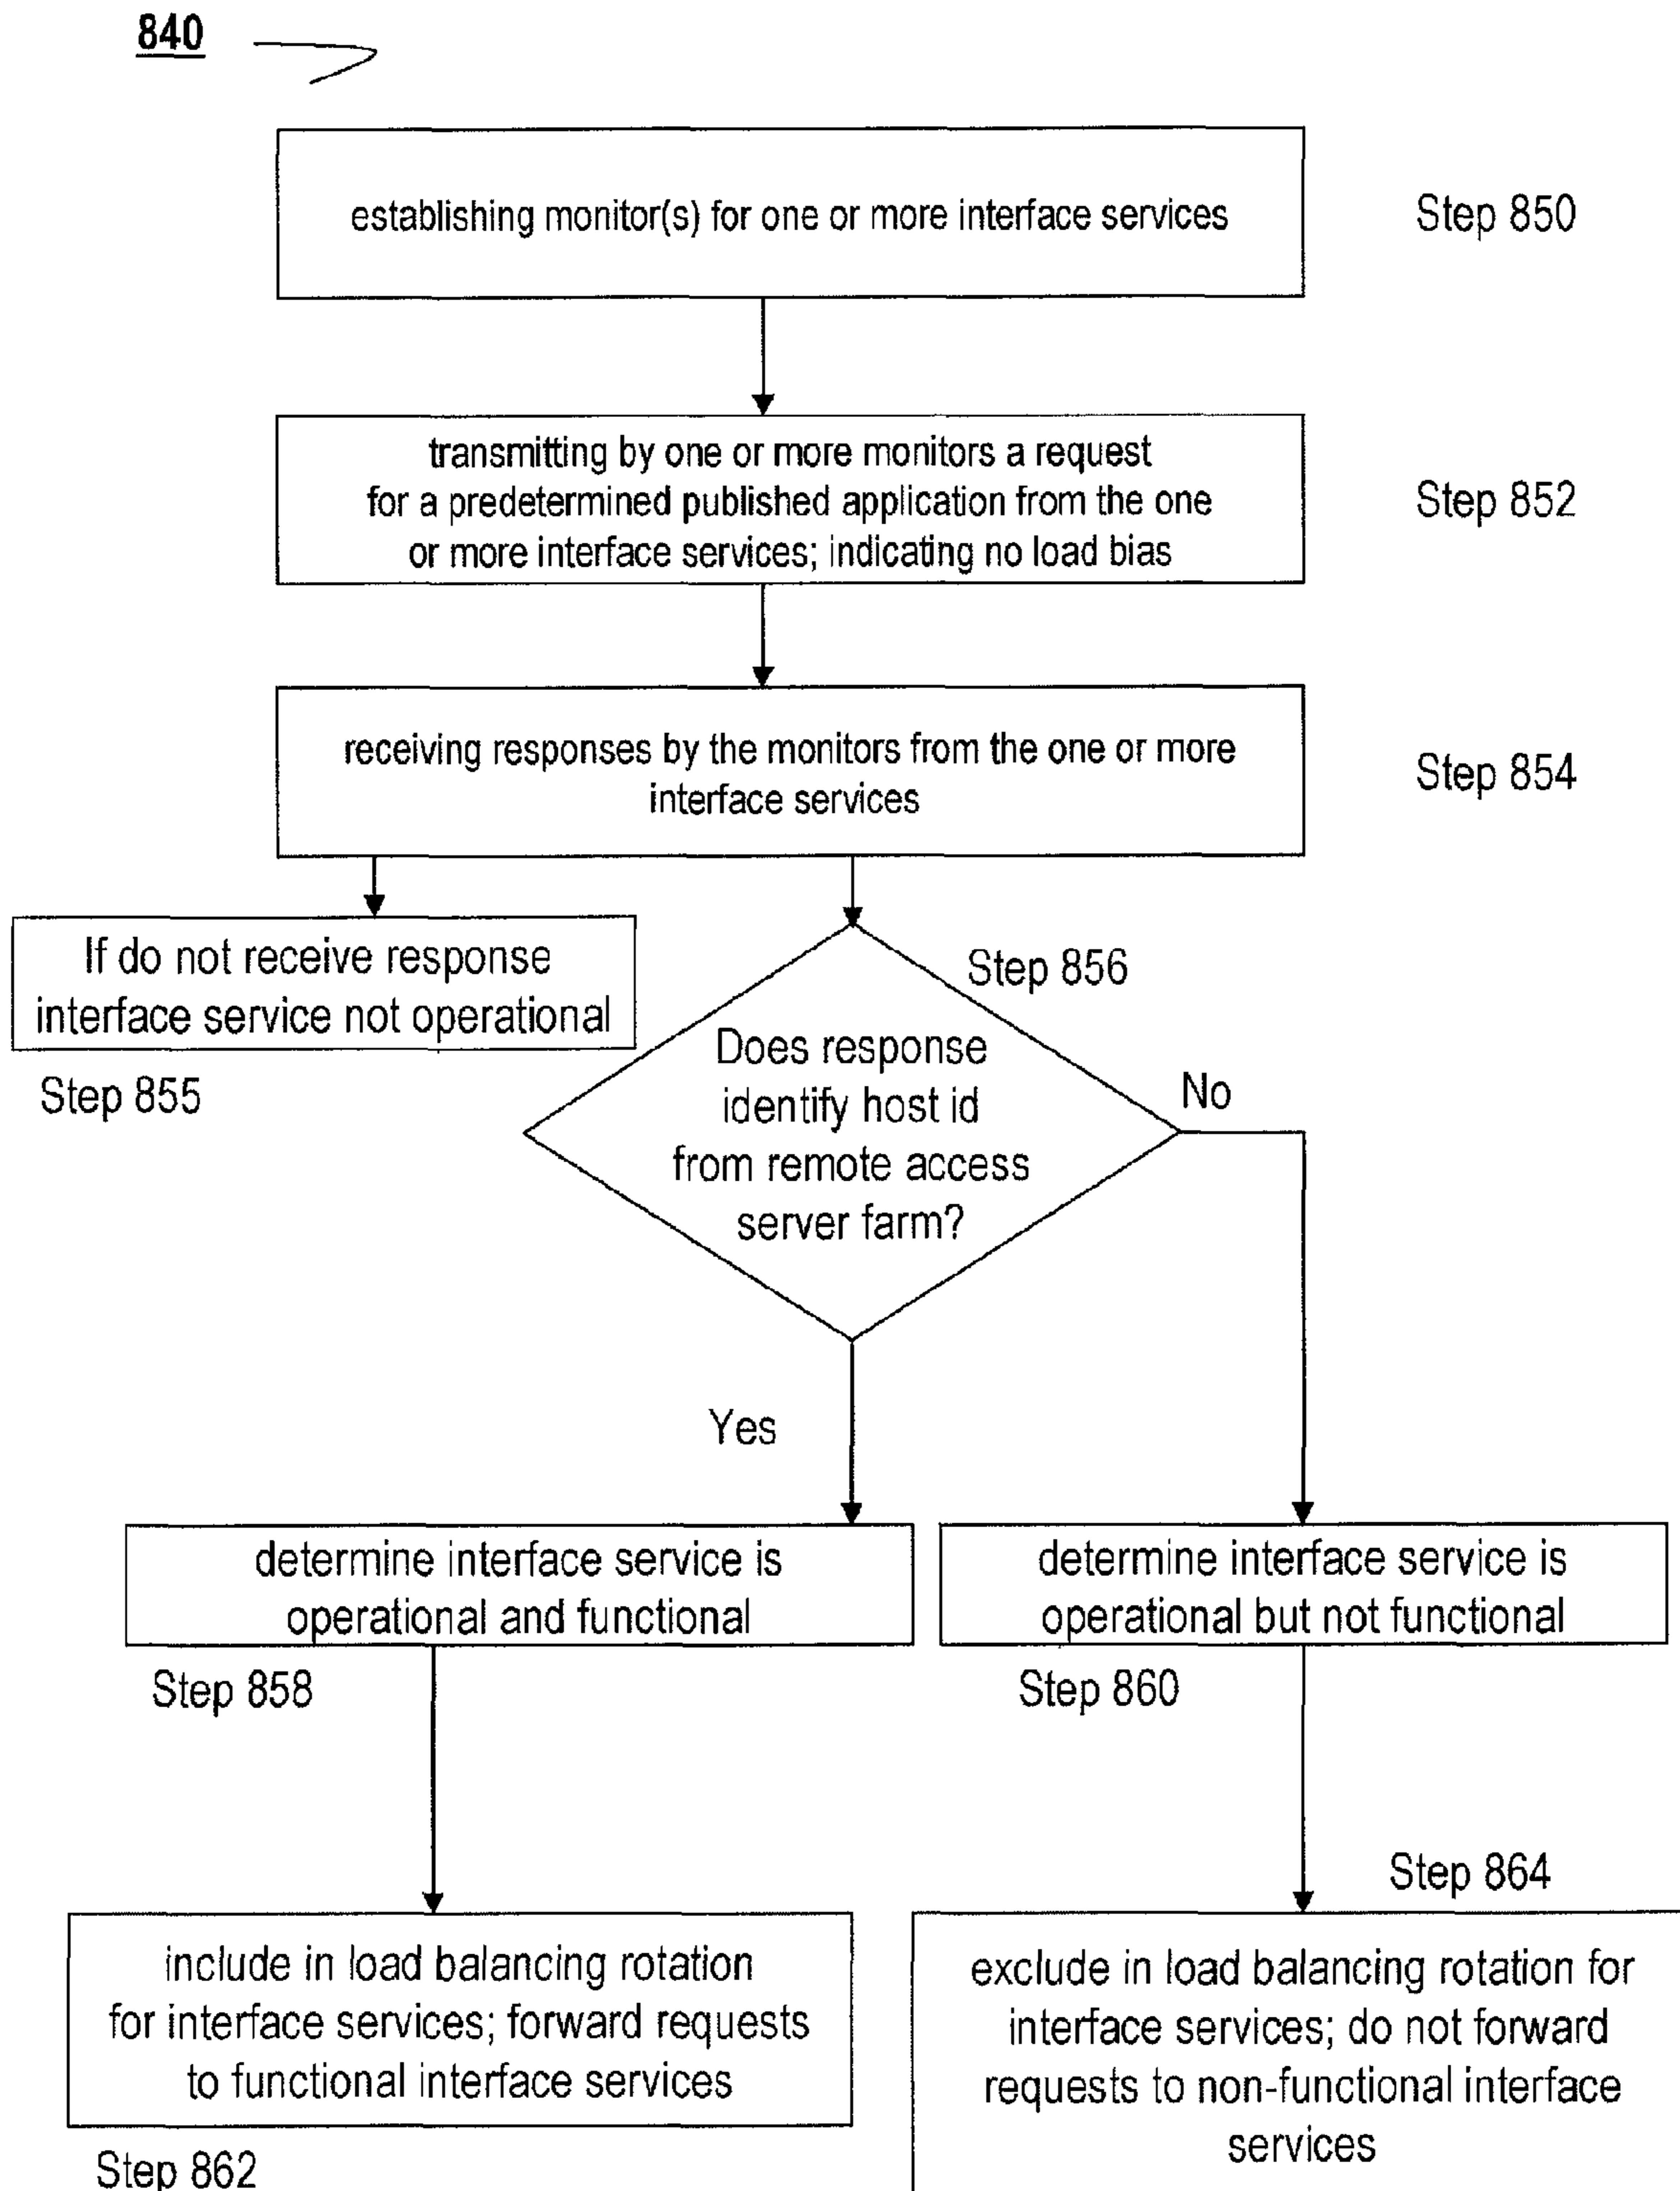 840
establishing monitor(s) for one or more interface services
Step 850
transmitting by one or more monitors a request
for a predetermined published application from the one
or more interface services; indicating no load bias
Step 852
receiving responses by the monitors from the one or more
interface services
Step 854
If do not receive response
interface service not operational
Step 855
Step 856
Does response
identify host id
from remote access
server farm?
No
Yes
determine interface service is
operational and functional
Step 858
determine interface service is
operational but not functional
Step 860
Step 864
include in load balancing rotation
for interface services; forward requests
to functional interface services
Step 862
exclude in load balancing rotation for
interface services; do not forward
requests to non-functional interface
services